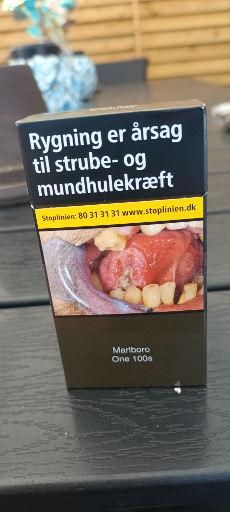 Rygning er årsag
til strube- og
mundhulekræft
Stoplinien: 80 31 31 31 www.stoplinien.dk
Marlboro
One 100s